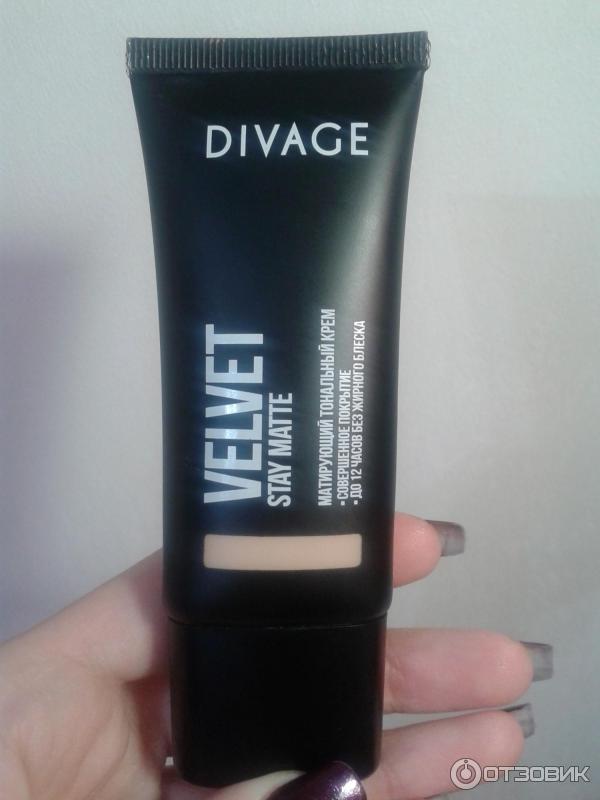 DIVAGE
VELVET
STAY MATTE
МАТИРУЮЩИЙ ТОНАЛЬНЫЙ КРЕМ
• СОВЕРШЕННОЕ ПОКРЫТИЕ
• ДО 12 ЧАСОВ БЕЗ ЖИРНОГО БЛЕСКА
ОТЗОВИК